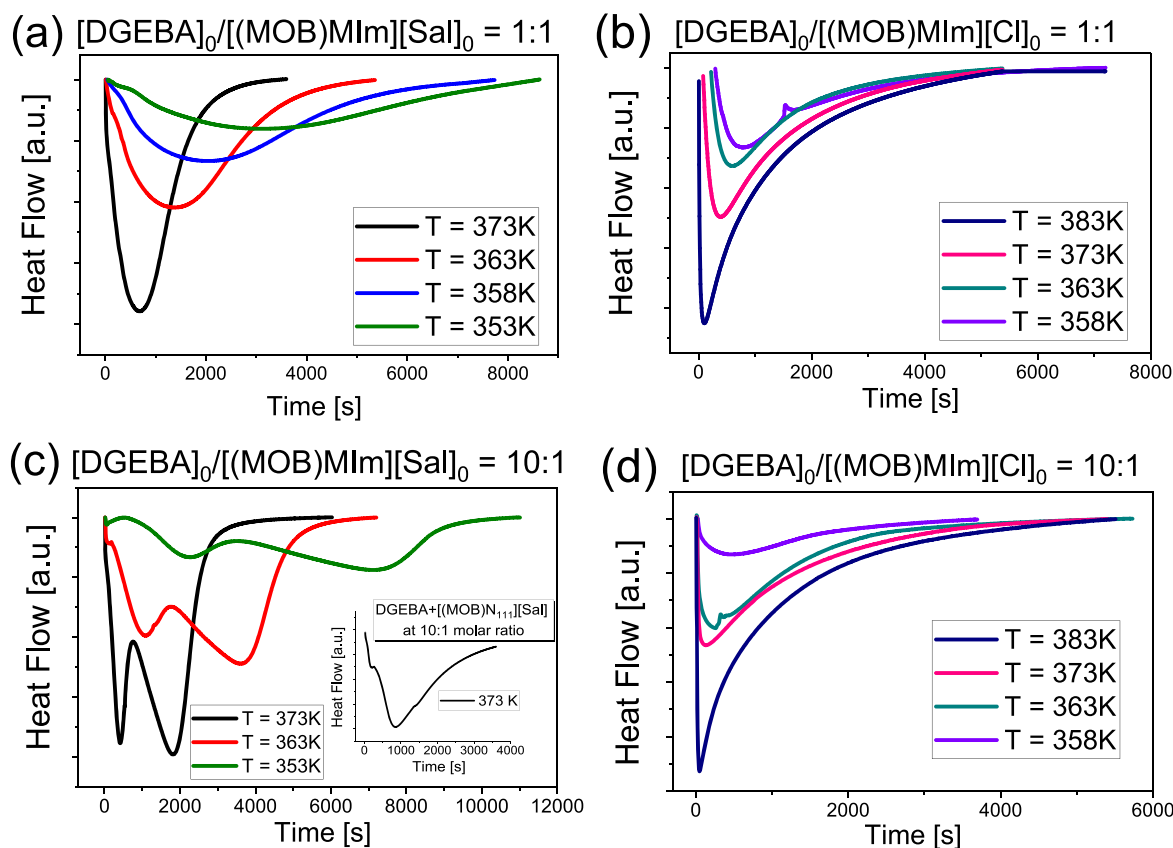 (a) [DGEBA]₀/[(MOB)MIm][Sal]₀ = 1:1
Heat Flow [a.u.]
T = 373K
T = 363K
T = 358K
T = 353K
0 2000 4000 6000 8000
Time [s]
(b) [DGEBA]₀/[(MOB)MIm][Cl]₀ = 1:1
Heat Flow [a.u.]
T = 383K
T = 373K
T = 363K
T = 358K
0 2000 4000 6000 8000
Time [s]
(c) [DGEBA]₀/[(MOB)MIm][Sal]₀ = 10:1
Heat Flow [a.u.]
T = 373K
T = 363K
T = 353K
DGEBA+[(MOB)N₁₁₁][Sal]
at 10:1 molar ratio
Heat Flow [a.u.]
373 K
0 1000 2000 3000 4000
Time [s]
0 2000 4000 6000 8000 10000 12000
Time [s]
(d) [DGEBA]₀/[(MOB)MIm][Cl]₀ = 10:1
Heat Flow [a.u.]
T = 383K
T = 373K
T = 363K
T = 358K
0 2000 4000 6000
Time [s]